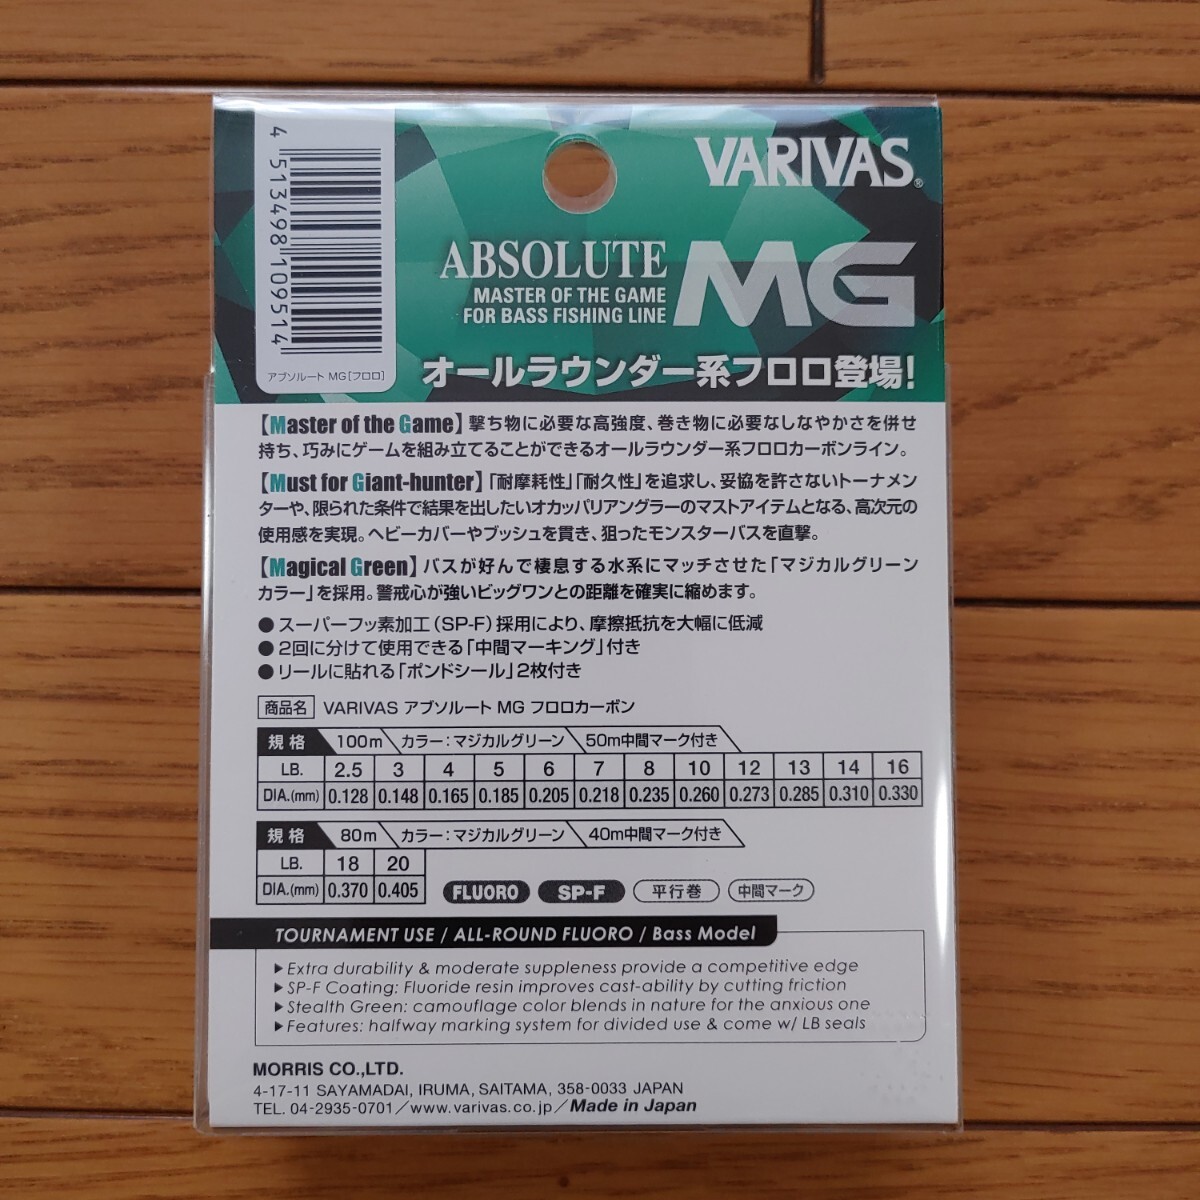 4 513498 109514
アブソルート MG[フロロ]
VARIVAS®
ABSOLUTE MG
MASTER OF THE GAME
FOR BASS FISHING LINE
オールラウンダー系フロロ登場!
【Master of the Game】撃ち物に必要な高強度、巻き物に必要なしなやかさを併せ
持ち、巧みにゲームを組み立てることができるオールラウンダー系フロロカーボンライン。
【Must for Giant-hunter】「耐摩耗性」「耐久性」を追求し、妥協を許さないトーナメン
ターや、限られた条件で結果を出したいオカッパリアングラーのマストアイテムとなる、高次元の
使用感を実現。ヘビーカバーやブッシュを貫き、狙ったモンスターバスを直撃。
【Magical Green】バスが好んで棲息する水系にマッチさせた「マジカルグリーン
カラー」を採用。警戒心が強いビッグワンとの距離を確実に縮めます。
● スーパーフッ素加工(SP-F)採用により、摩擦抵抗を大幅に低減
● 2回に分けて使用できる「中間マーキング」付き
● リールに貼れる「ポンドシール」2枚付き
商品名 VARIVAS アブソルート MG フロロカーボン
規格 100m カラー:マジカルグリーン 50m中間マーク付き
LB. 2.5 3 4 5 6 7 8 10 12 13 14 16
DIA.(mm) 0.128 0.148 0.165 0.185 0.205 0.218 0.235 0.260 0.273 0.285 0.310 0.330
規格 80m カラー:マジカルグリーン 40m中間マーク付き
LB. 18 20
DIA.(mm) 0.370 0.405
FLUORO SP-F 平行巻 中間マーク
TOURNAMENT USE / ALL-ROUND FLUORO / Bass Model
▶ Extra durability & moderate suppleness provide a competitive edge
▶ SP-F Coating: Fluoride resin improves cast-ability by cutting friction
▶ Stealth Green: camouflage color blends in nature for the anxious one
▶ Features: halfway marking system for divided use & come w/ LB seals
MORRIS CO.,LTD.
4-17-11 SAYAMADAI, IRUMA, SAITAMA, 358-0033 JAPAN
TEL. 04-2935-0701/www.varivas.co.jp/Made in Japan